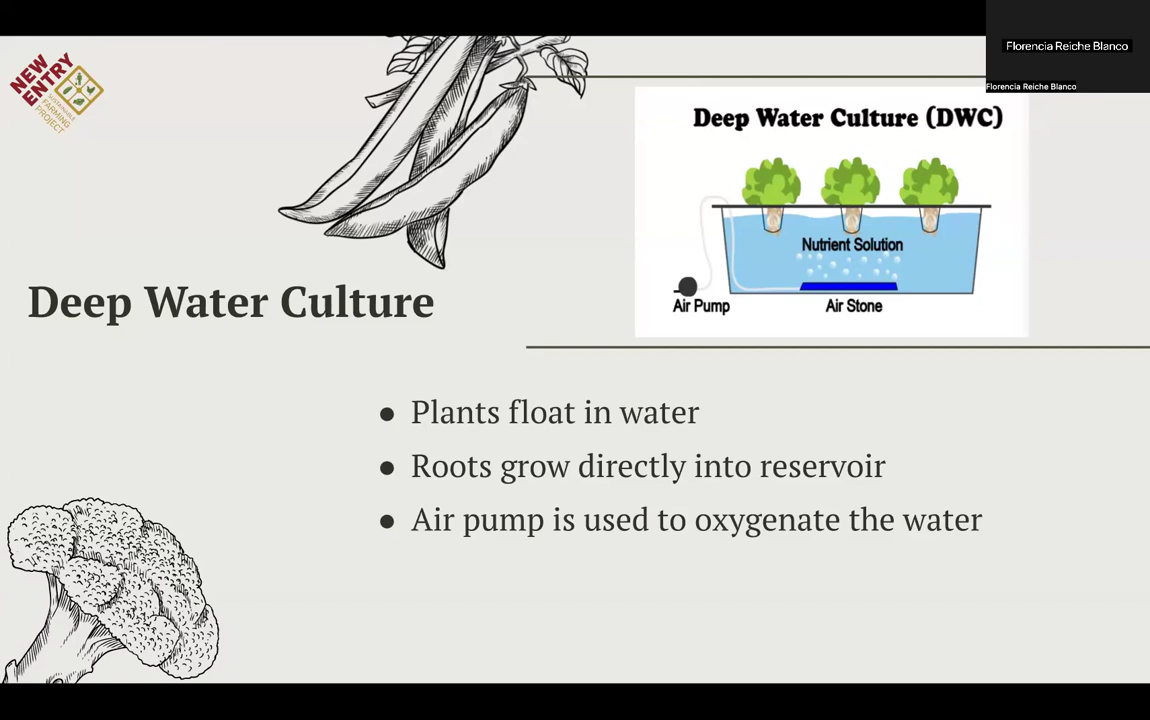 Florencia Reiche Blanco
Florencia Reiche Blanco
NEW
ENTRY
SUSTAINABLE
FARMING
PROJECT
Deep Water Culture (DWC)
Nutrient Solution
Air Pump
Air Stone
Deep Water Culture
● Plants float in water
● Roots grow directly into reservoir
● Air pump is used to oxygenate the water